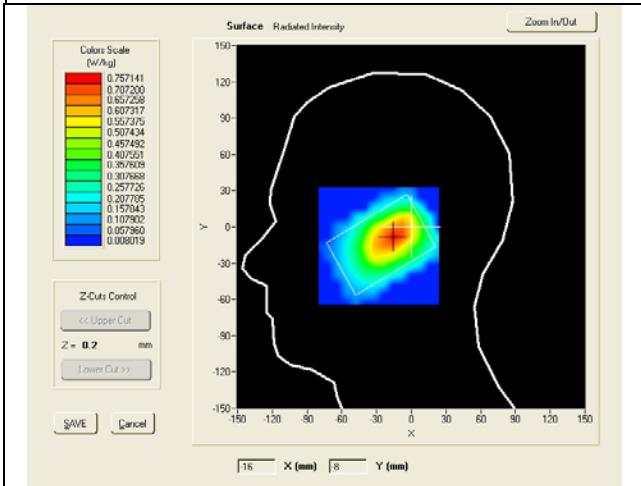 Surface Radiated Intensity
Zoom In/Out
Colors Scale
(W/kg)
0.757141
0.707200
0.657258
0.607317
0.557375
0.507434
0.457492
0.407551
0.357609
0.307668
0.257726
0.207785
0.157843
0.107902
0.057960
0.008019
Z-Cuts Control
<< Upper Cut
Z = 0.2 mm
Lower Cut >>
SAVE Cancel
150
120
90
60
30
0
-30
-60
-90
-120
-150
Y
-150 -120 -90 -60 -30 0 30 60 90 120 150
X
-16 X (mm) -8 Y (mm)